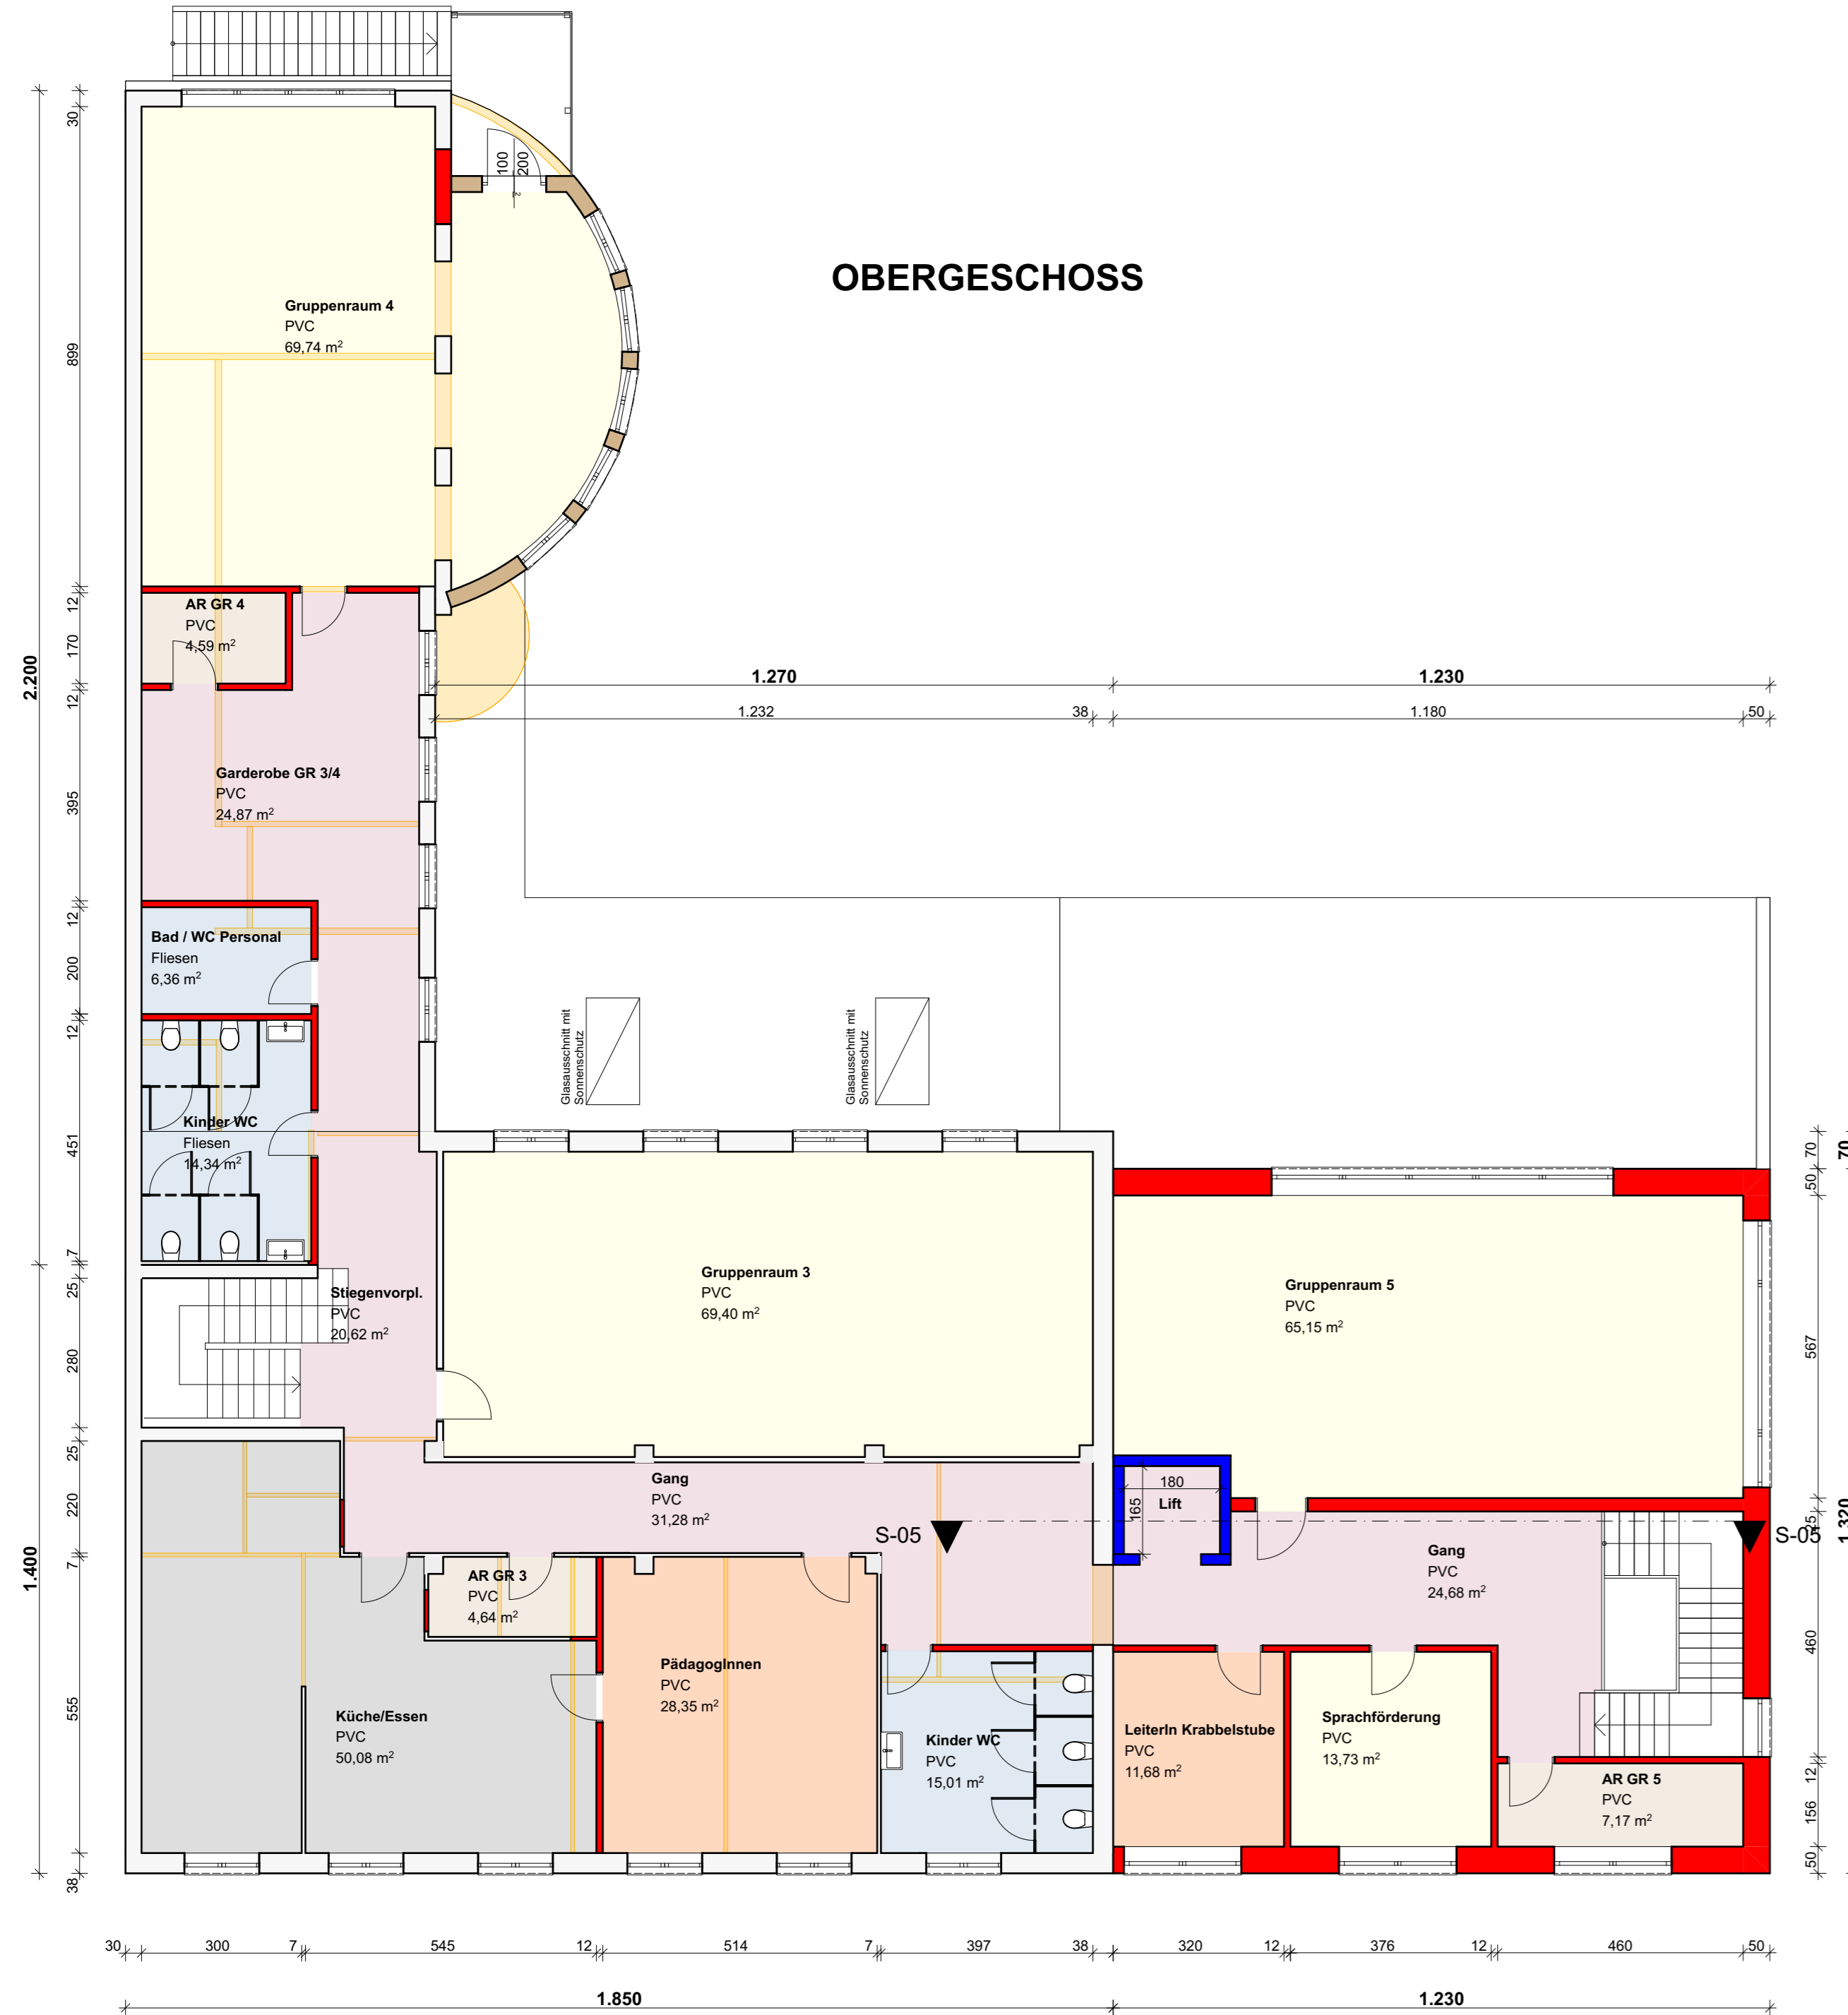 OBERGESCHOSS
100
200
2
Gruppenraum 4
PVC
69,74 m²
AR GR 4
PVC
4,59 m²
Garderobe GR 3/4
PVC
24,87 m²
Bad / WC Personal
Fliesen
6,36 m²
Kinder WC
Fliesen
14,34 m²
Stiegenvorpl.
PVC
20,62 m²
Gruppenraum 3
PVC
69,40 m²
Gruppenraum 5
PVC
65,15 m²
Glasausschnitt mit
Sonnenschutz
Glasausschnitt mit
Sonnenschutz
Gang
PVC
31,28 m²
180
165
Lift
S-05
S-05
Gang
PVC
24,68 m²
AR GR 3
PVC
4,64 m²
PädagogInnen
PVC
28,35 m²
Küche/Essen
PVC
50,08 m²
Kinder WC
PVC
15,01 m²
LeiterIn Krabbelstube
PVC
11,68 m²
Sprachförderung
PVC
13,73 m²
AR GR 5
PVC
7,17 m²
1.270
1.230
1.232
38
1.180
50
2.200
1.400
30
899
12
170
12
395
12
200
12
451
7
25
280
25
220
7
555
38
70
50
567
25
460
12
156
50
70
1.320
30
300
7
545
12
514
7
397
38
320
12
376
12
460
50
1.850
1.230